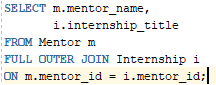 SELECT m.mentor_name,
i.internship_title
FROM Mentor m
FULL OUTER JOIN Internship i
ON m.mentor_id = i.mentor_id;